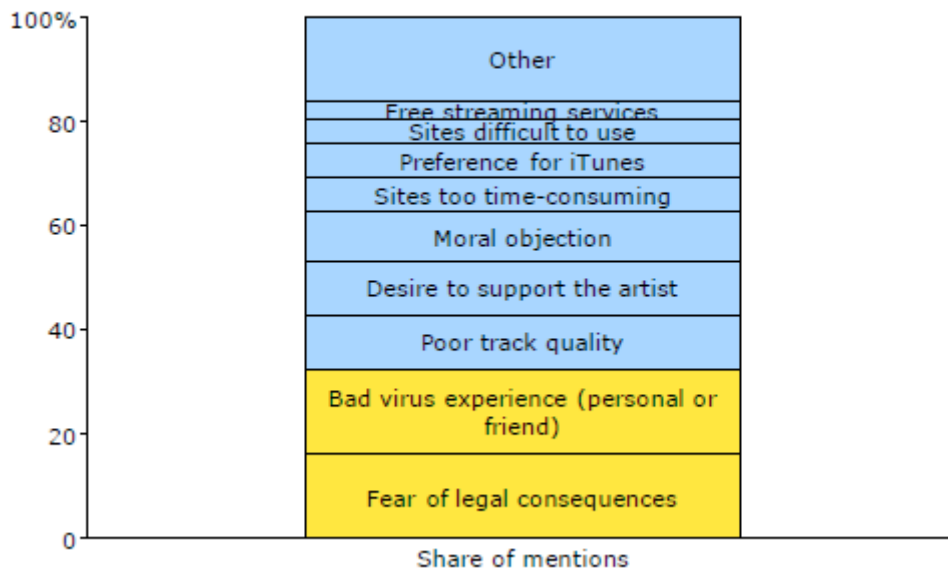 100%
Other
Free streaming services
80
Sites difficult to use
Preference for iTunes
Sites too time-consuming
60
Moral objection
Desire to support the artist
40
Poor track quality
Bad virus experience (personal or
friend)
20
Fear of legal consequences
0
Share of mentions